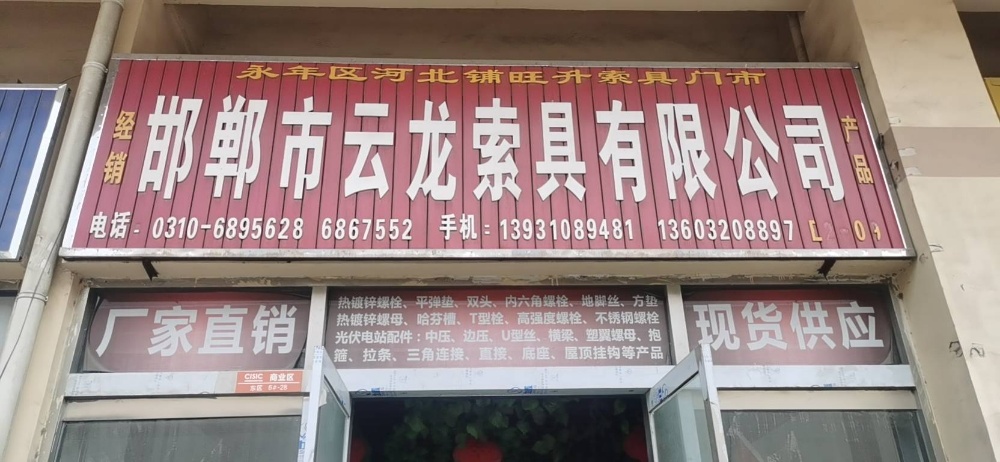 永年区河北铺旺升索具门市
经销
邯郸市云龙索具有限公司
产品
电话：0310-6895628 6867552 手机：13931089481 13603208897
厂家直销
热镀锌螺栓、平弹垫、双头、内六角螺栓、地脚丝、方垫
热镀锌螺母、哈芬槽、T型栓、高强度螺栓、不锈钢螺栓
光伏电站配件：中压、边压、U型丝、横梁、塑翼螺母、抱
箍、拉条、三角连接、直接、底座、屋顶挂钩等产品
现货供应
CISIC 商业区
6#-28